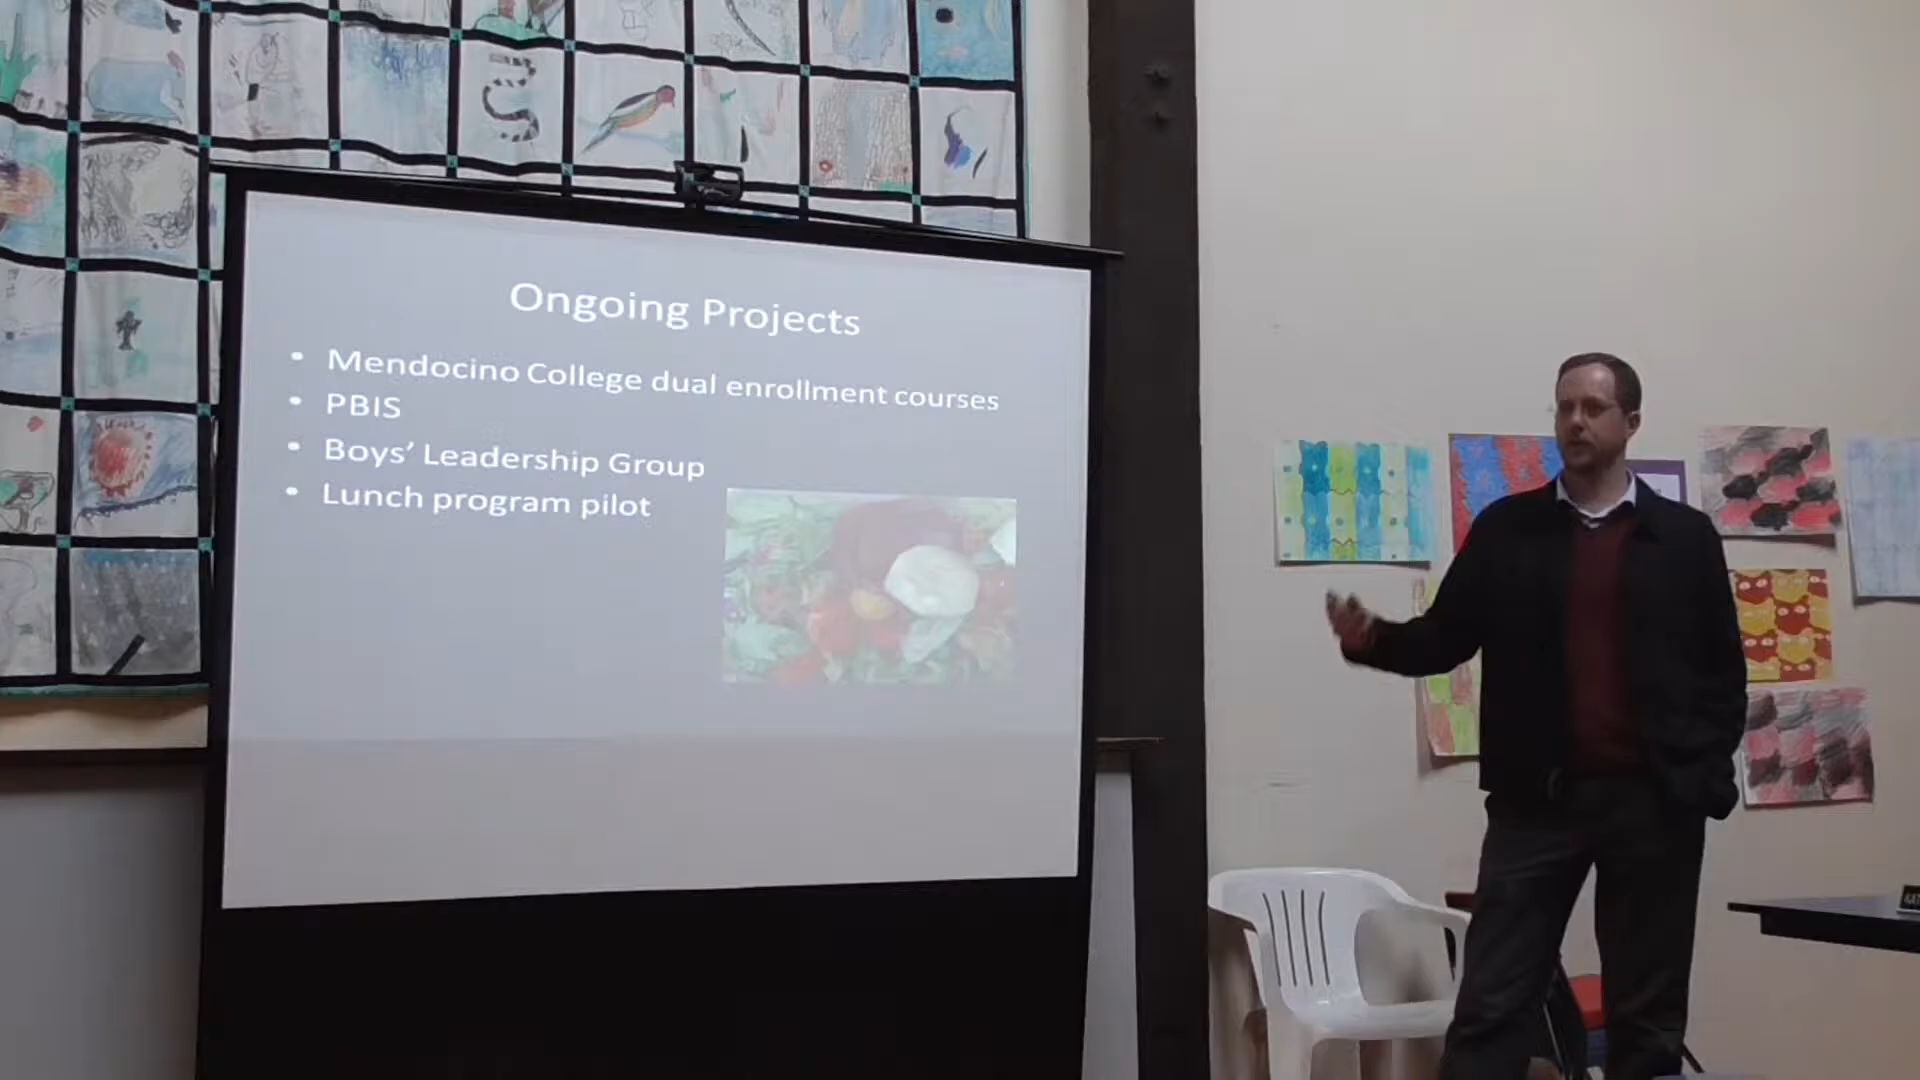 Ongoing Projects
• Mendocino College dual enrollment courses
• PBIS
• Boys’ Leadership Group
• Lunch program pilot